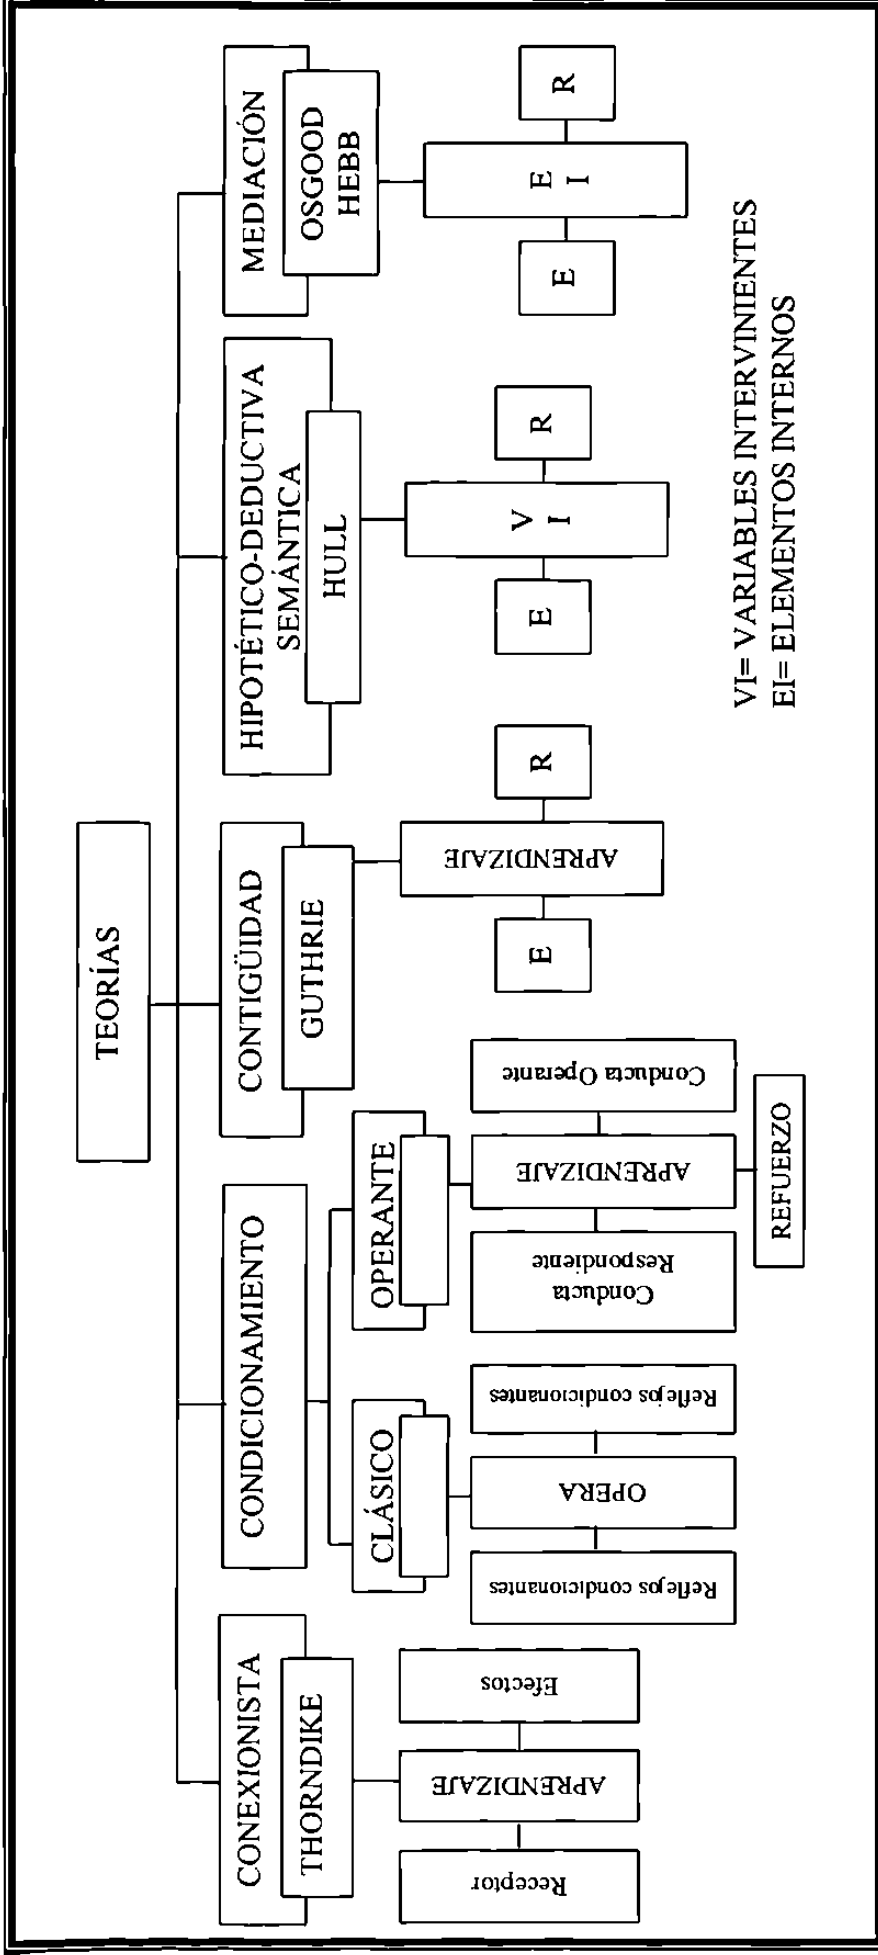 TEORÍAS
CONEXIONISTA
THORNDIKE
Receptor
APRENDIZAJE
Efectos
CONDICIONAMIENTO
CLÁSICO
Reflejos condicionantes
OPERA
Reflejos condicionantes
OPERANTE
Conducta
Respondiente
APRENDIZAJE
Conducta Operante
REFUERZO
CONTIGÜIDAD
GUTHRIE
E
APRENDIZAJE
R
HIPOTÉTICO-DEDUCTIVA
SEMÁNTICA
HULL
E
V
I
R
MEDIACIÓN
OSGOOD
HEBB
E
E
I
R
VI= VARIABLES INTERVINIENTES
EI= ELEMENTOS INTERNOS